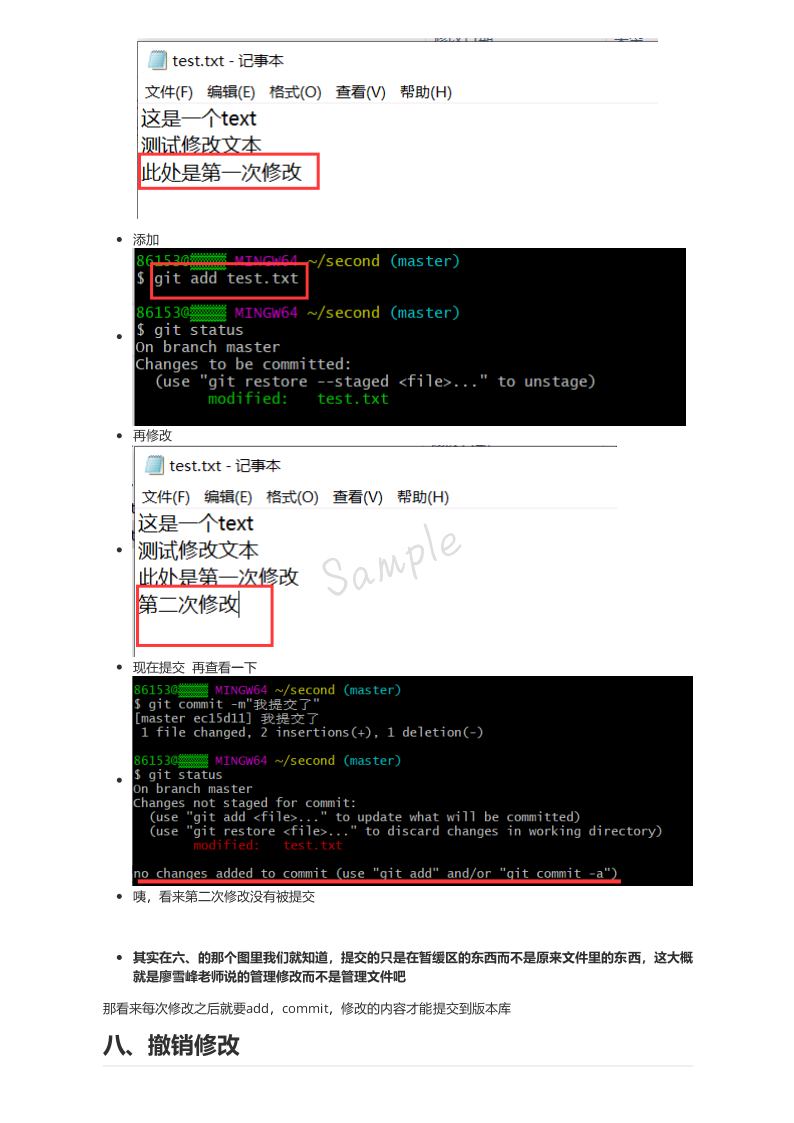 test.txt - 记事本
文件(F) 编辑(E) 格式(O) 查看(V) 帮助(H)
这是一个text
测试修改文本
此处是第一次修改
添加
86153@ MINGW64 ~/second (master)
$ git add test.txt
86153@ MINGW64 ~/second (master)
$ git status
On branch master
Changes to be committed:
(use "git restore --staged <file>..." to unstage)
modified: test.txt
再修改
test.txt - 记事本
文件(F) 编辑(E) 格式(O) 查看(V) 帮助(H)
这是一个text
测试修改文本
此处是第一次修改
第二次修改
Sample
现在提交 再查看一下
86153@ MINGW64 ~/second (master)
$ git commit -m"我提交了"
[master ec15d11] 我提交了
1 file changed, 2 insertions(+), 1 deletion(-)
86153@ MINGW64 ~/second (master)
$ git status
On branch master
Changes not staged for commit:
(use "git add <file>..." to update what will be committed)
(use "git restore <file>..." to discard changes in working directory)
modified: test.txt
no changes added to commit (use "git add" and/or "git commit -a")
咦，看来第二次修改没有被提交
其实在六、的那个图里我们就知道，提交的只是在暂缓区的东西而不是原来文件里的东西，这大概
就是廖雪峰老师说的管理修改而不是管理文件吧
那看来每次修改之后就要add，commit，修改的内容才能提交到版本库
八、撤销修改